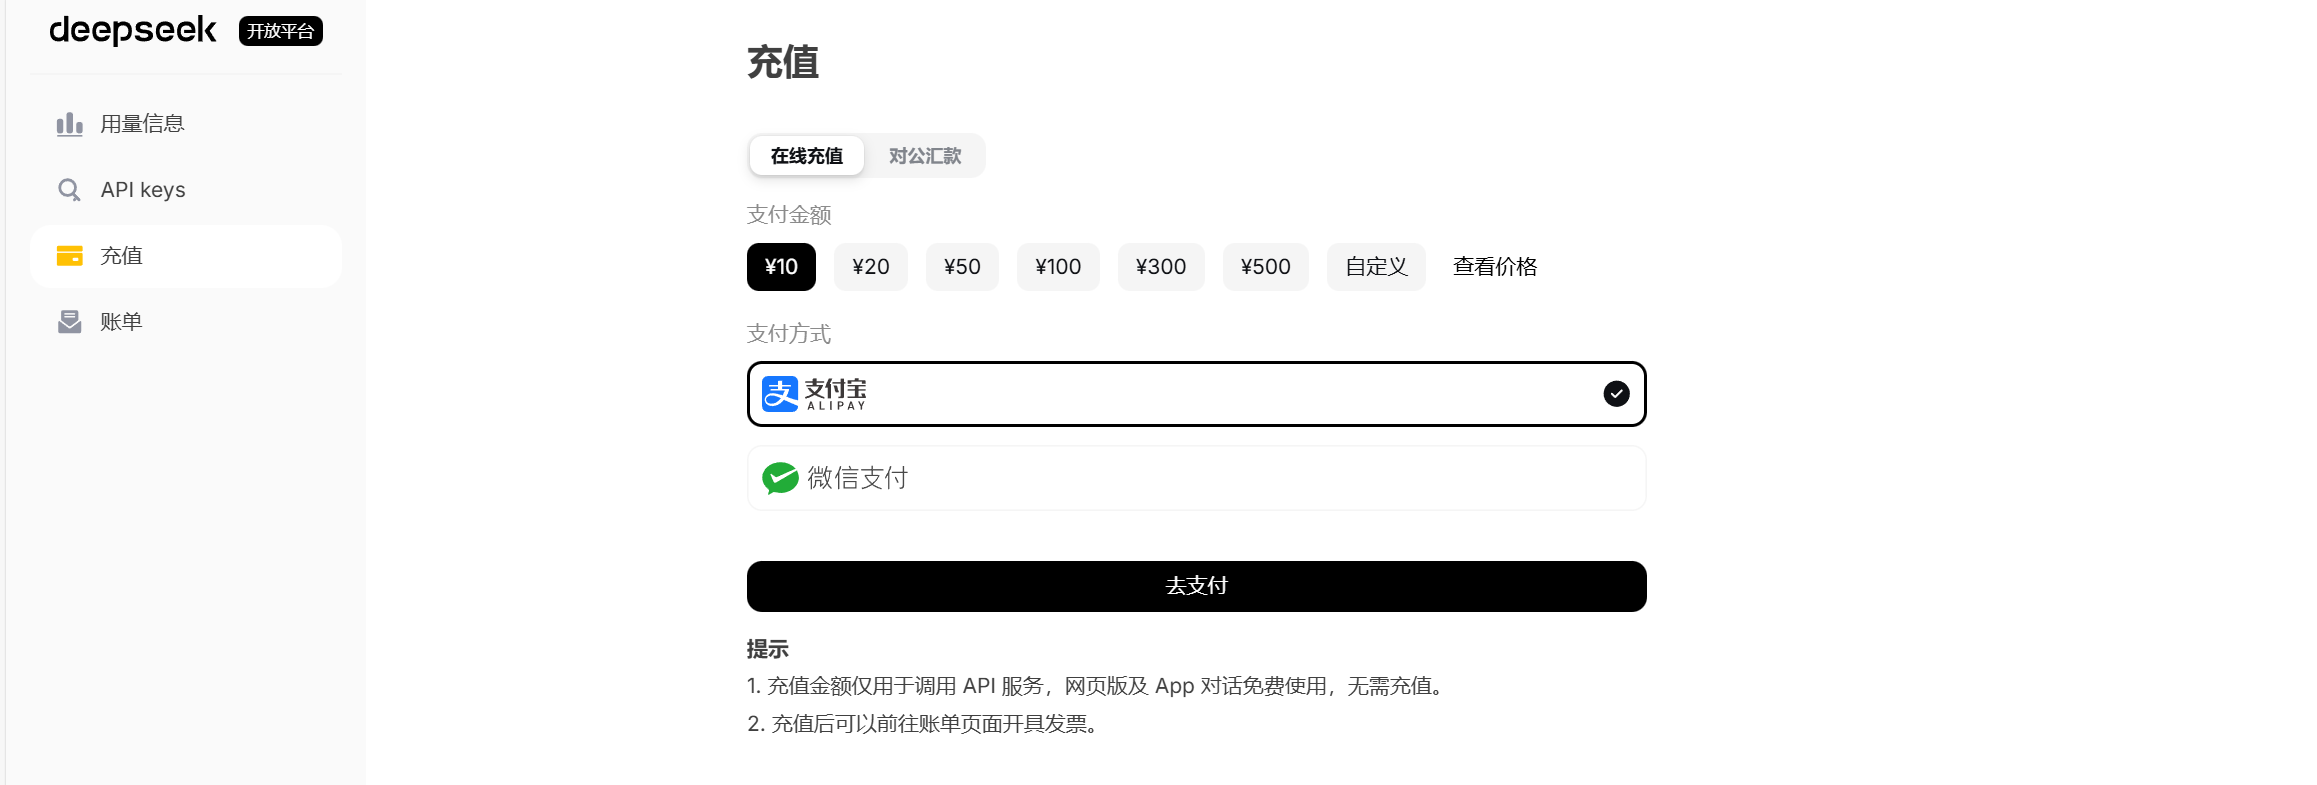 deepseek 开放平台
用量信息
API keys
充值
账单
充值
在线充值 对公汇款
支付金额
¥10 ¥20 ¥50 ¥100 ¥300 ¥500 自定义 查看价格
支付方式
支 支付宝
ALIPAY
微信支付
去支付
提示
1. 充值金额仅用于调用 API 服务，网页版及 App 对话免费使用，无需充值。
2. 充值后可以前往账单页面开具发票。